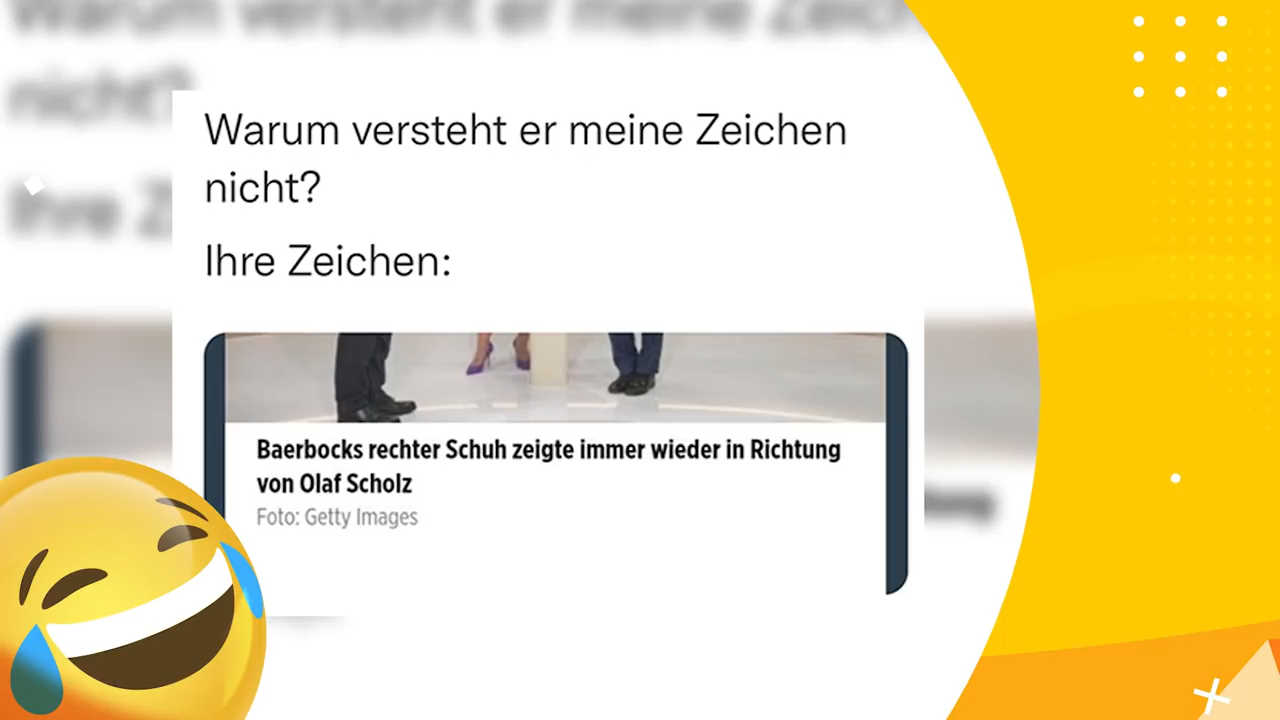 Warum versteht er meine Zeichen
nicht?
Ihre Zeichen:
Baerbocks rechter Schuh zeigte immer wieder in Richtung
von Olaf Scholz
Foto: Getty Images